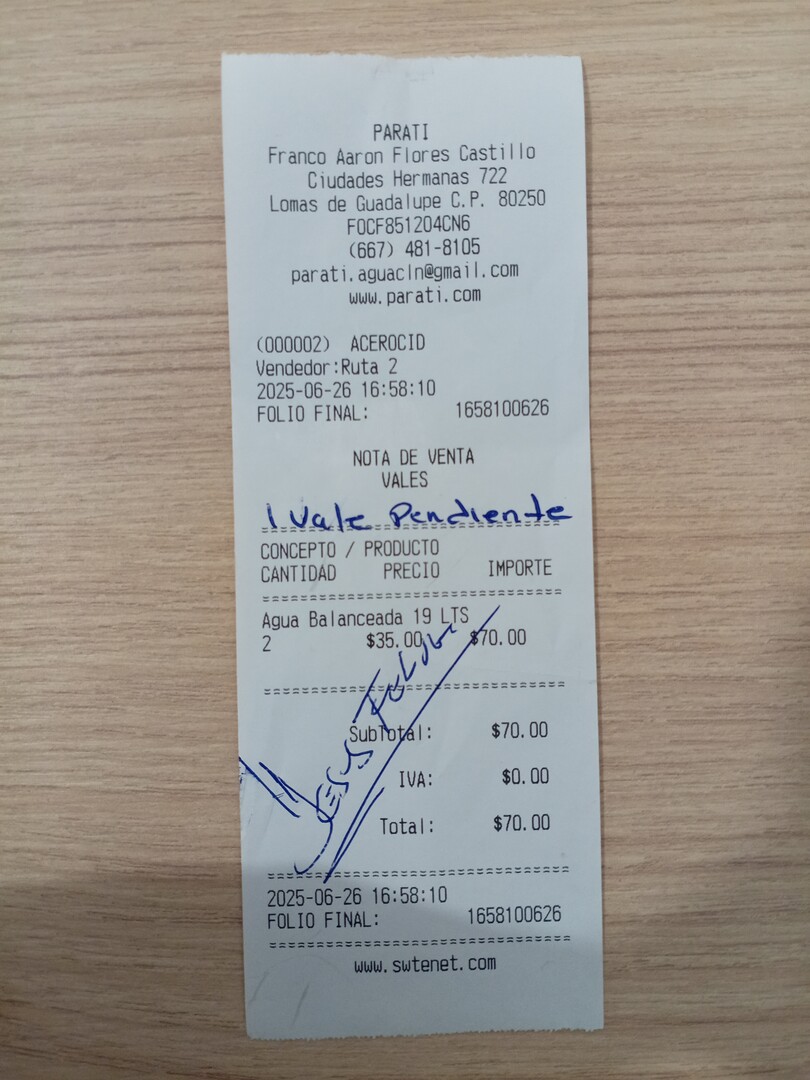 PARATI
Franco Aaron Flores Castillo
Ciudades Hermanas 722
Lomas de Guadalupe C.P. 80250
FOCF851204CN6
(667) 481-8105
parati.aguacln@gmail.com
www.parati.com
(000002) ACEROCID
Vendedor:Ruta 2
2025-06-26 16:58:10
FOLIO FINAL: 1658100626
NOTA DE VENTA
VALES
1 Vale Pendiente
CONCEPTO / PRODUCTO
CANTIDAD PRECIO IMPORTE
Agua Balanceada 19 LTS
2 $35.00 $70.00
SubTotal: $70.00
IVA: $0.00
Total: $70.00
2025-06-26 16:58:10
FOLIO FINAL: 1658100626
www.swtenet.com